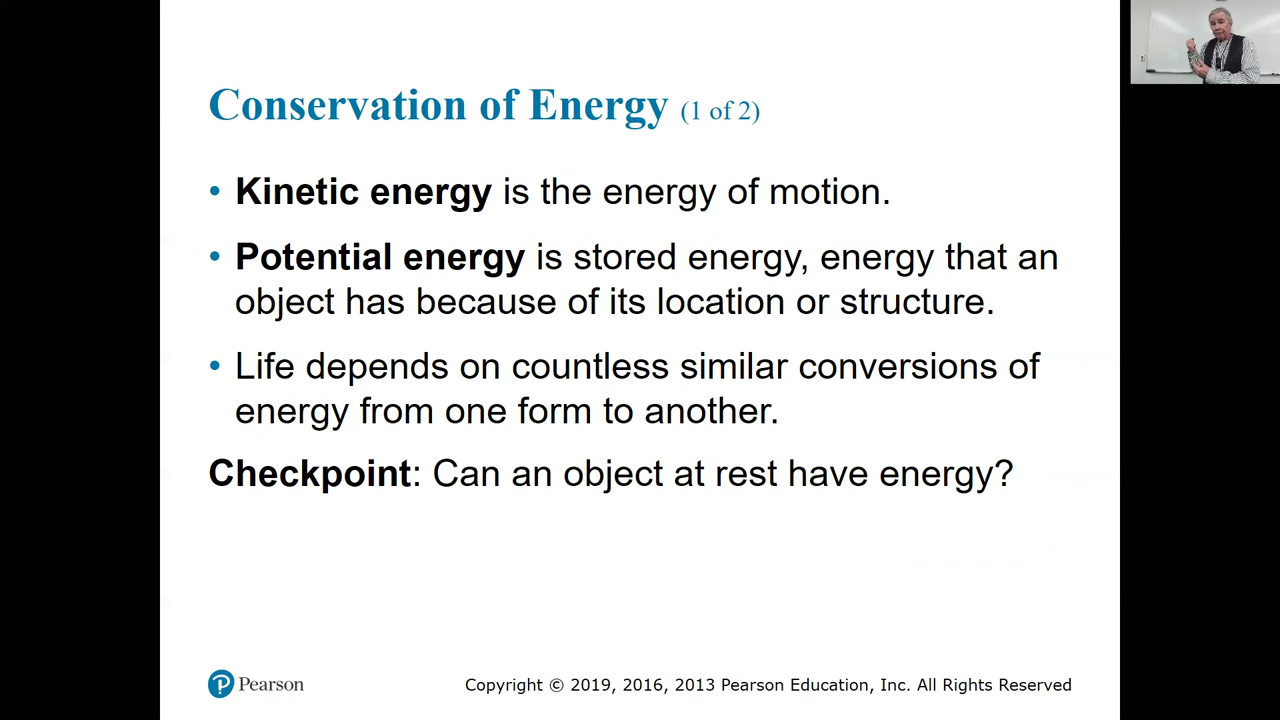 Conservation of Energy (1 of 2)
• Kinetic energy is the energy of motion.
• Potential energy is stored energy, energy that an
object has because of its location or structure.
• Life depends on countless similar conversions of
energy from one form to another.
Checkpoint: Can an object at rest have energy?
Pearson
Copyright © 2019, 2016, 2013 Pearson Education, Inc. All Rights Reserved